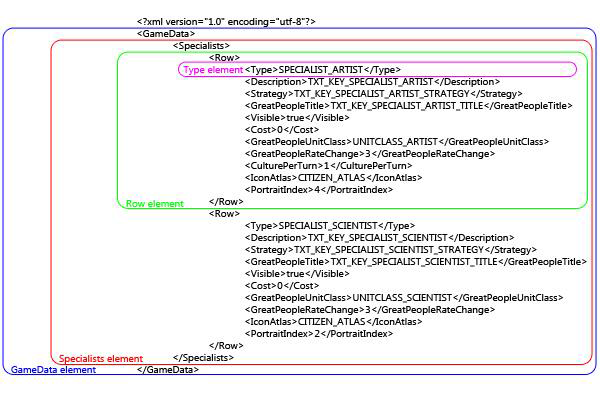 <?xml version="1.0" encoding="utf-8"?>
<GameData>
<Specialists>
<Row>
Type element <Type>SPECIALIST_ARTIST</Type>
<Description>TXT_KEY_SPECIALIST_ARTIST</Description>
<Strategy>TXT_KEY_SPECIALIST_ARTIST_STRATEGY</Strategy>
<GreatPeopleTitle>TXT_KEY_SPECIALIST_ARTIST_TITLE</GreatPeopleTitle>
<Visible>true</Visible>
<Cost>0</Cost>
<GreatPeopleUnitClass>UNITCLASS_ARTIST</GreatPeopleUnitClass>
<GreatPeopleRateChange>3</GreatPeopleRateChange>
<CulturePerTurn>1</CulturePerTurn>
<IconAtlas>CITIZEN_ATLAS</IconAtlas>
<PortraitIndex>4</PortraitIndex>
Row element </Row>
<Row>
<Type>SPECIALIST_SCIENTIST</Type>
<Description>TXT_KEY_SPECIALIST_SCIENTIST</Description>
<Strategy>TXT_KEY_SPECIALIST_SCIENTIST_STRATEGY</Strategy>
<GreatPeopleTitle>TXT_KEY_SPECIALIST_SCIENTIST_TITLE</GreatPeopleTitle>
<Visible>true</Visible>
<Cost>0</Cost>
<GreatPeopleUnitClass>UNITCLASS_SCIENTIST</GreatPeopleUnitClass>
<GreatPeopleRateChange>3</GreatPeopleRateChange>
<IconAtlas>CITIZEN_ATLAS</IconAtlas>
<PortraitIndex>2</PortraitIndex>
</Row>
Specialists element </Specialists>
GameData element </GameData>